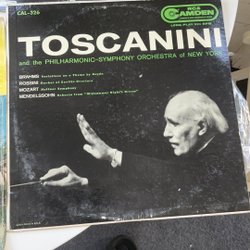 CAL-326
RCA
CAMDEN
TOSCANINI
and the PHILHARMONIC-SYMPHONY ORCHESTRA of NEW YORK
BRAHMS Variations on a Theme by Haydn
ROSSINI Barber of Seville Overture
MOZART Haffner Symphony
MENDELSSOHN Scherzo from "Midsummer Night's Dream"